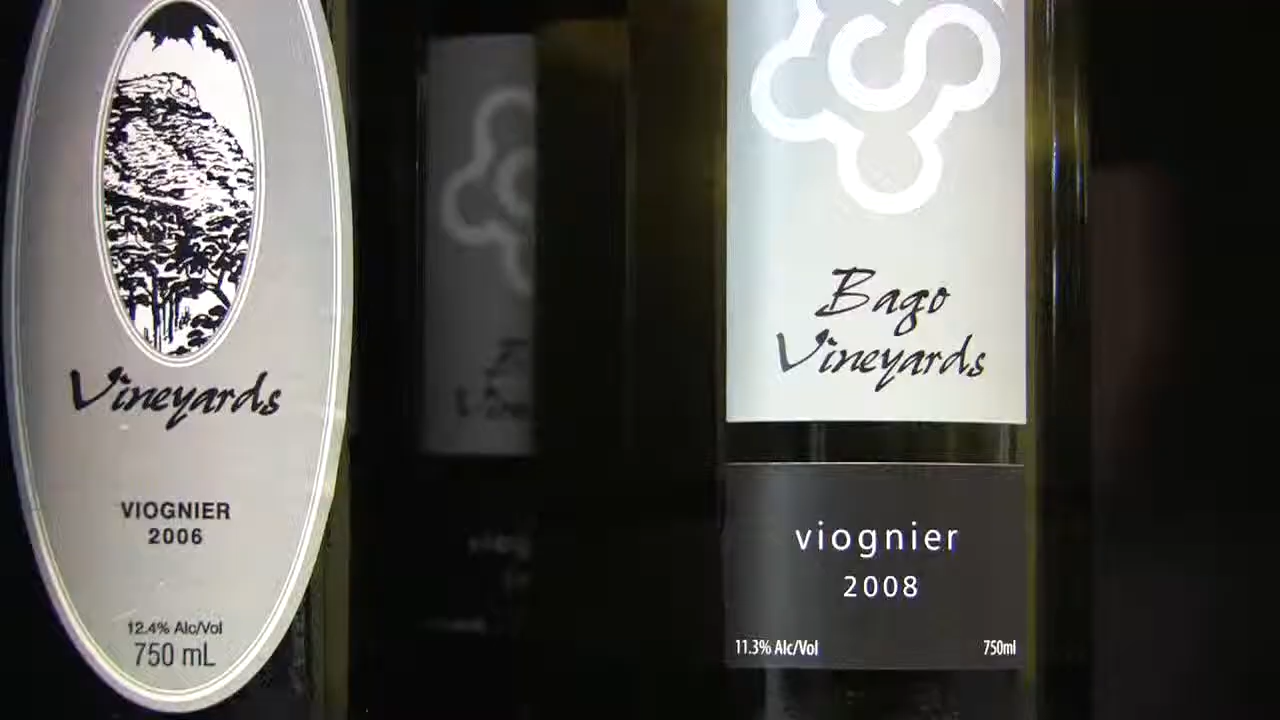 Vineyards
VIOGNIER
2006
12.4% Alc/Vol
750 mL
Bago
Vineyards
viognier
2008
11.3% Alc/Vol
750ml